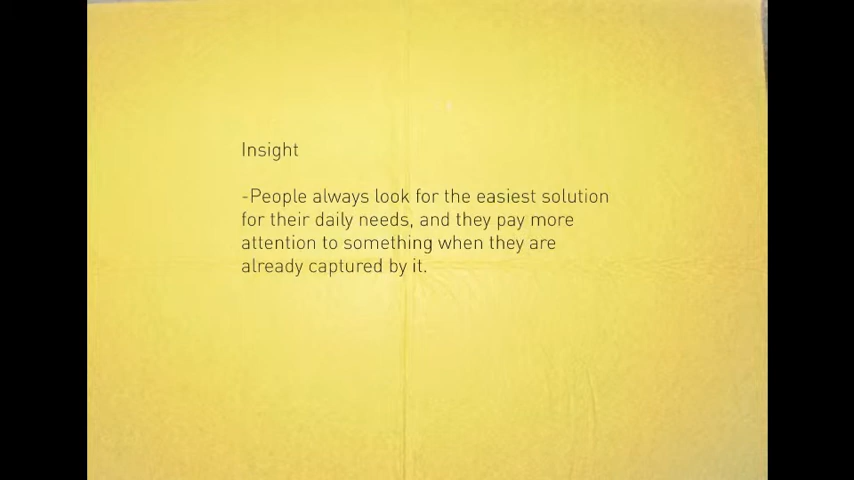 Insight
-People always look for the easiest solution
for their daily needs, and they pay more
attention to something when they are
already captured by it.